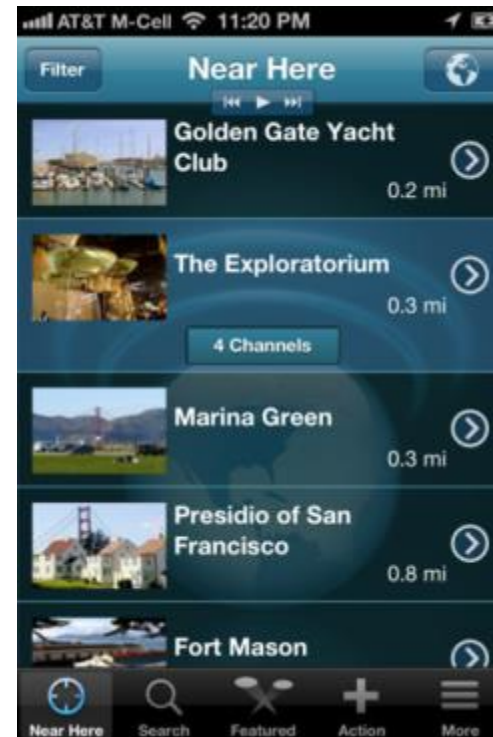 AT&T M-Cell 11:20 PM
Filter
Near Here
Golden Gate Yacht
Club
0.2 mi
The Exploratorium
0.3 mi
4 Channels
Marina Green
0.3 mi
Presidio of San
Francisco
0.8 mi
Fort Mason
Near Here Search Featured Action More